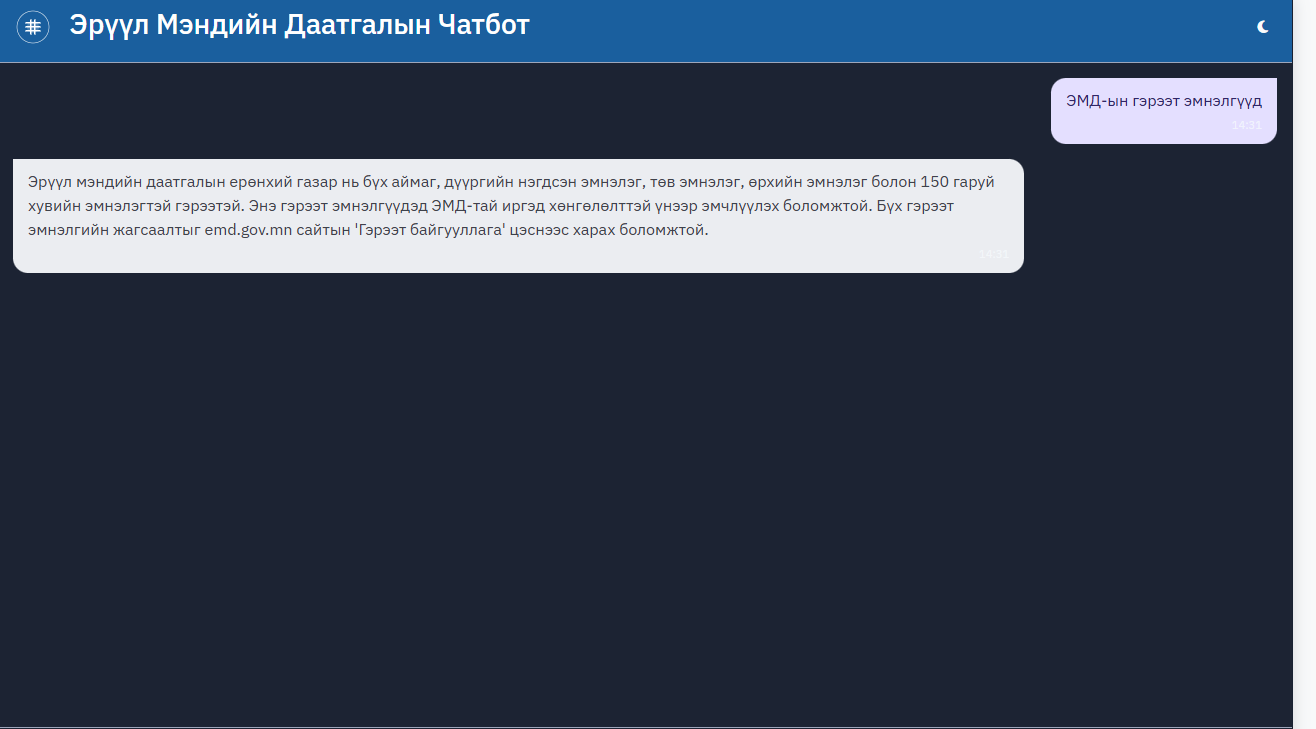 Эрүүл Мэндийн Даатгалын Чатбот
ЭМД-ын гэрээт эмнэлгүүд
14:31
Эрүүл мэндийн даатгалын ерөнхий газар нь бүх аймаг, дүүргийн нэгдсэн эмнэлэг, төв эмнэлэг, өрхийн эмнэлэг болон 150 гаруй
хувийн эмнэлэгтэй гэрээтэй. Энэ гэрээт эмнэлгүүдэд ЭМД-тай иргэд хөнгөлөлттэй үнээр эмчлүүлэх боломжтой. Бүх гэрээт
эмнэлгийн жагсаалтыг emd.gov.mn сайтын 'Гэрээт байгууллага' цэснээс харах боломжтой.
14:31